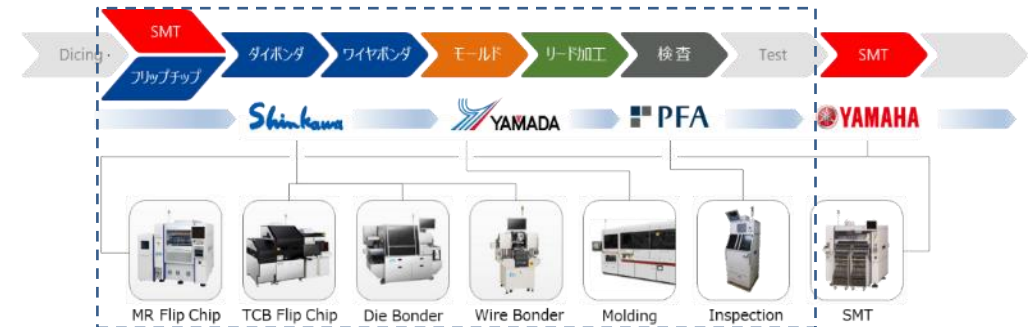 Dicing・
SMT
フリップチップ
ダイボンダ
ワイヤボンダ
モールド
リード加工
検査
Test
SMT
Shinkawa
YAMADA
PFA
YAMAHA
MR Flip Chip
TCB Flip Chip
Die Bonder
Wire Bonder
Molding
Inspection
SMT